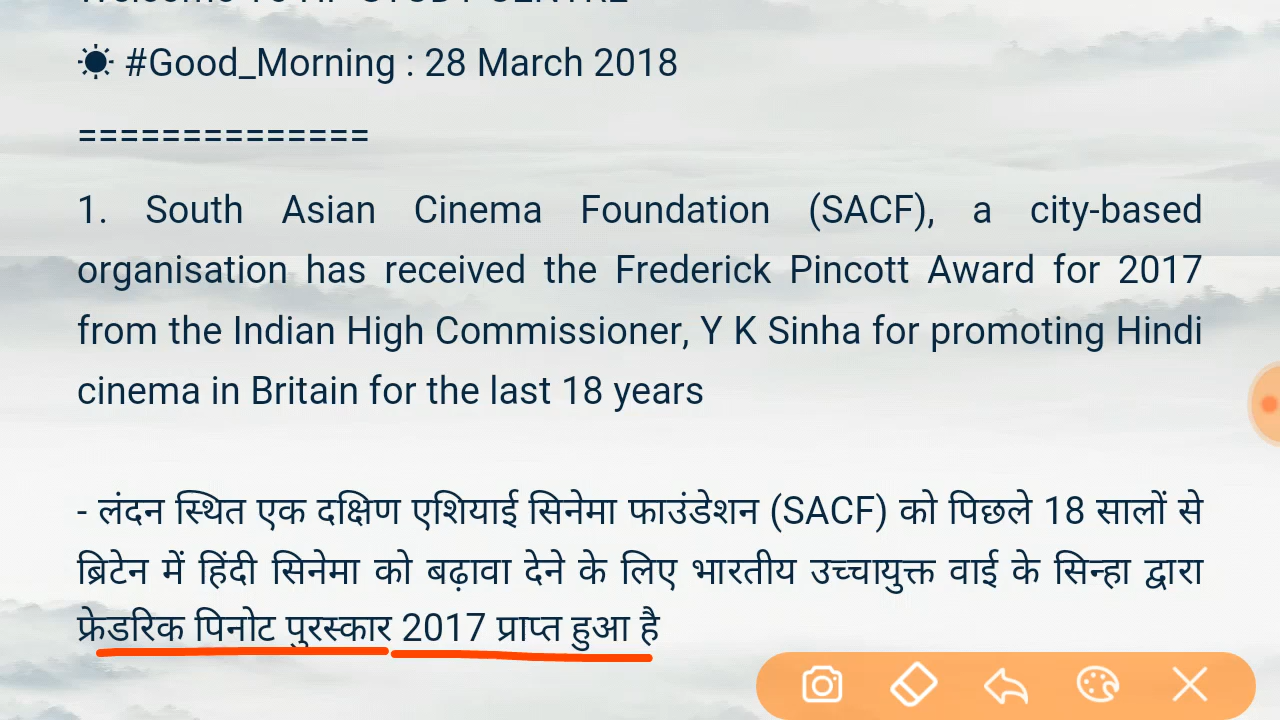 #Good_Morning : 28 March 2018
==============
1. South Asian Cinema Foundation (SACF), a city-based
organisation has received the Frederick Pincott Award for 2017
from the Indian High Commissioner, Y K Sinha for promoting Hindi
cinema in Britain for the last 18 years
- लंदन स्थित एक दक्षिण एशियाई सिनेमा फाउंडेशन (SACF) को पिछले 18 सालों से
ब्रिटेन में हिंदी सिनेमा को बढ़ावा देने के लिए भारतीय उच्चायुक्त वाई के सिन्हा द्वारा
फ्रेडरिक पिनोट पुरस्कार 2017 प्राप्त हुआ है